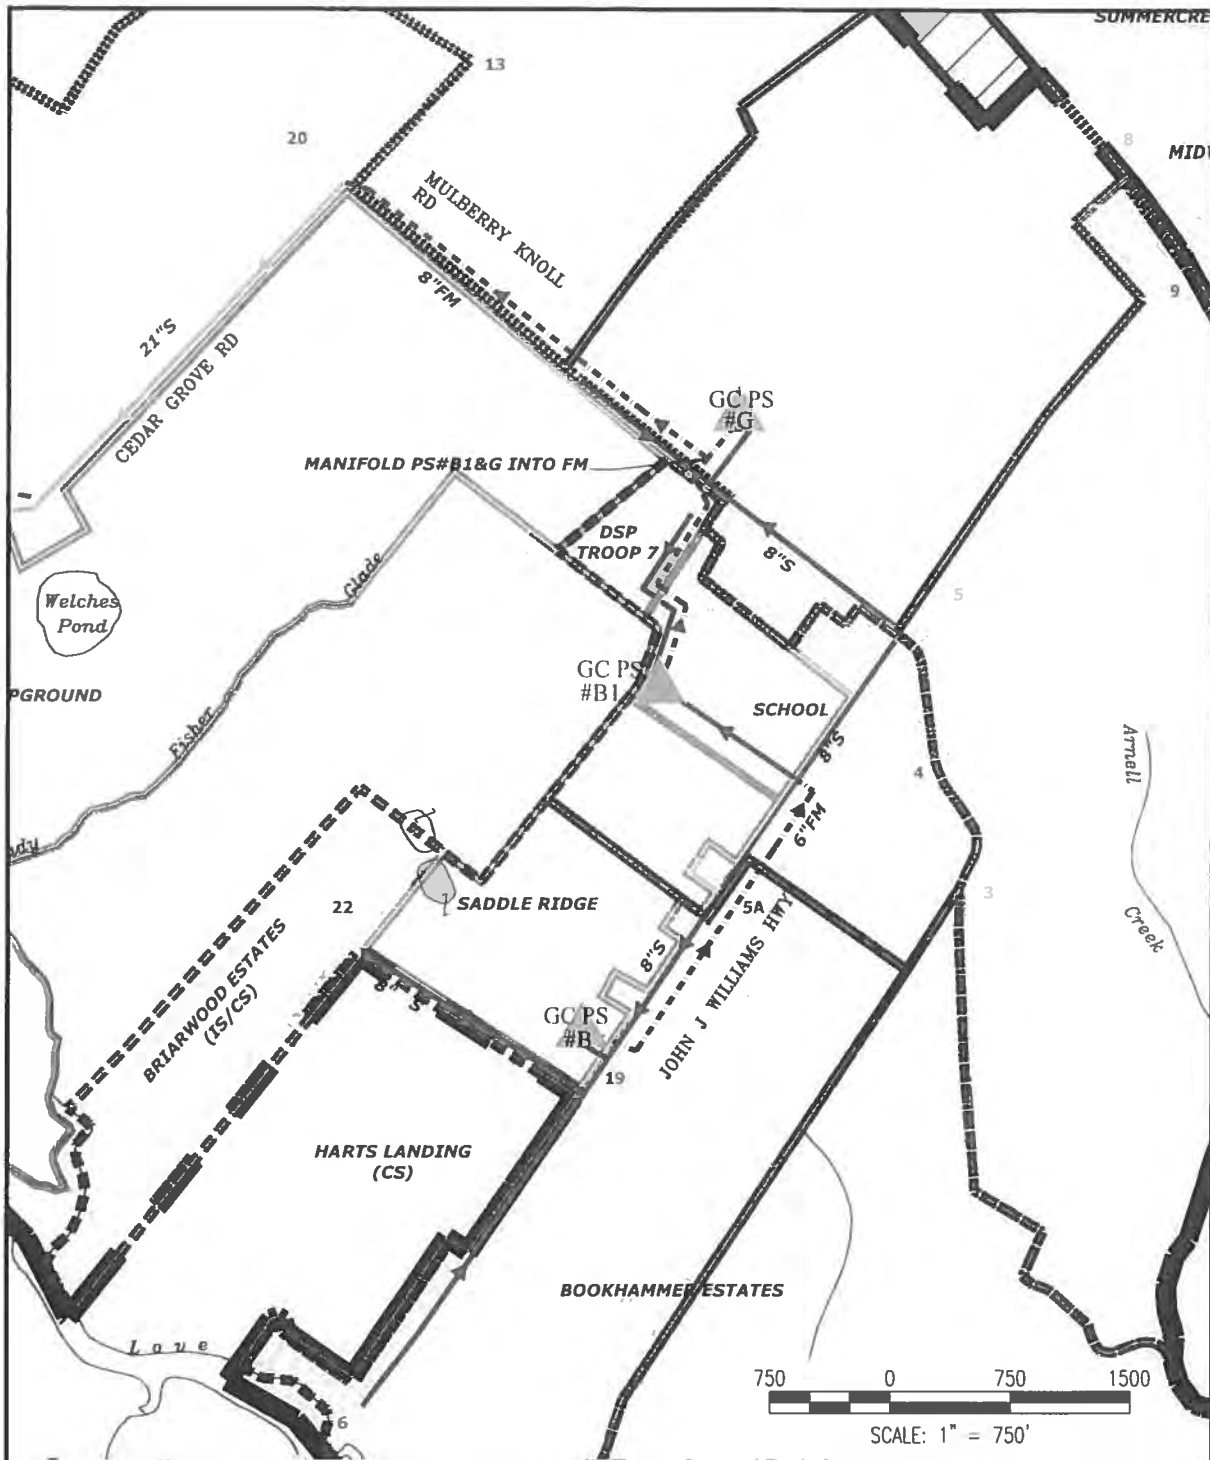 SUMMERCRE
13
20
8
MIDV
MULBERRY KNOLL
RD
8"FM
9
21"S
CEDAR GROVE RD
GC PS
#G
MANIFOLD PS#B1&G INTO FM
DSP
TROOP 7
8"S
Glade
Welches
Pond
5
GC PS
#B1
PGROUND
SCHOOL
Fisher
8"S
Arnell
4
6"FM
ndy
3
22
SADDLE RIDGE
5A
Creek
8"S
BRIARWOOD ESTATES
(IS/CS)
8" S
JOHN J WILLIAMS HWY
GC PS
#B
19
HARTS LANDING
(CS)
BOOKHAMMER ESTATES
Love
6
750 0 750 1500
SCALE: 1" = 750'